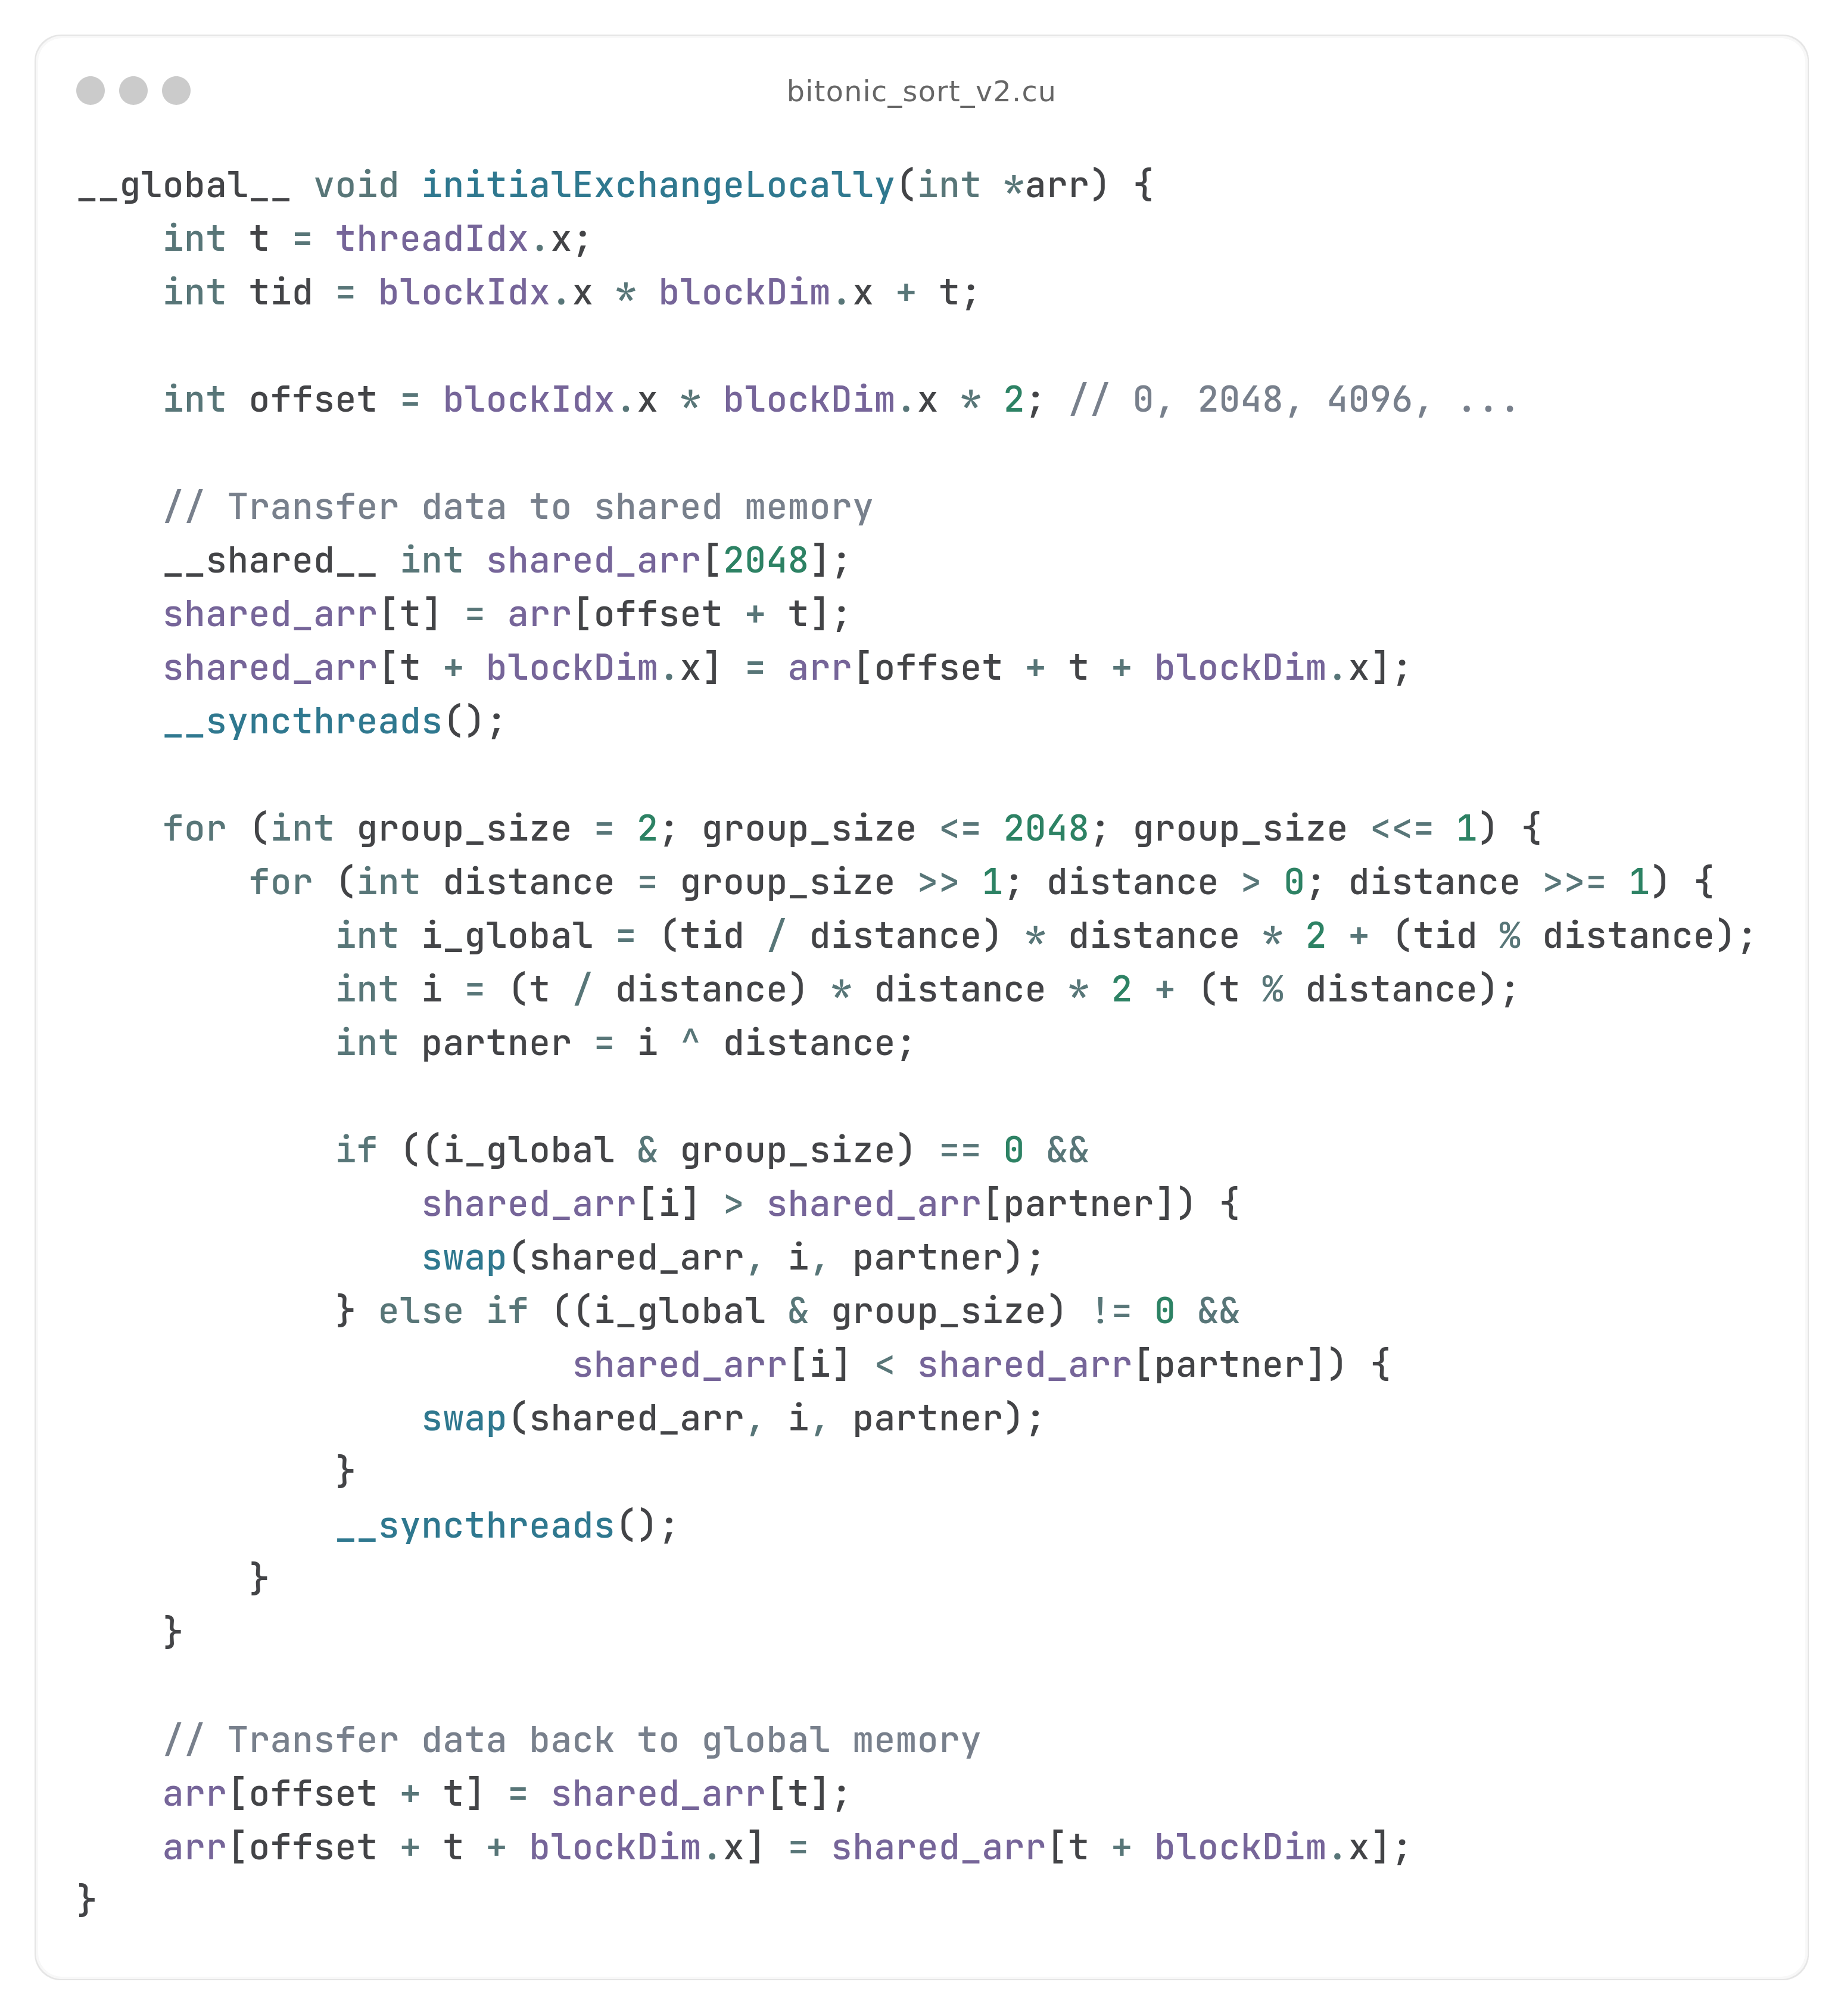 bitonic_sort_v2.cu
__global__ void initialExchangeLocally(int *arr) {
    int t = threadIdx.x;
    int tid = blockIdx.x * blockDim.x + t;

    int offset = blockIdx.x * blockDim.x * 2; // 0, 2048, 4096, ...

    // Transfer data to shared memory
    __shared__ int shared_arr[2048];
    shared_arr[t] = arr[offset + t];
    shared_arr[t + blockDim.x] = arr[offset + t + blockDim.x];
    __syncthreads();

    for (int group_size = 2; group_size <= 2048; group_size <<= 1) {
        for (int distance = group_size >> 1; distance > 0; distance >>= 1) {
            int i_global = (tid / distance) * distance * 2 + (tid % distance);
            int i = (t / distance) * distance * 2 + (t % distance);
            int partner = i ^ distance;

            if ((i_global & group_size) == 0 &&
                shared_arr[i] > shared_arr[partner]) {
                swap(shared_arr, i, partner);
            } else if ((i_global & group_size) != 0 &&
                       shared_arr[i] < shared_arr[partner]) {
                swap(shared_arr, i, partner);
            }
            __syncthreads();
        }
    }

    // Transfer data back to global memory
    arr[offset + t] = shared_arr[t];
    arr[offset + t + blockDim.x] = shared_arr[t + blockDim.x];
}